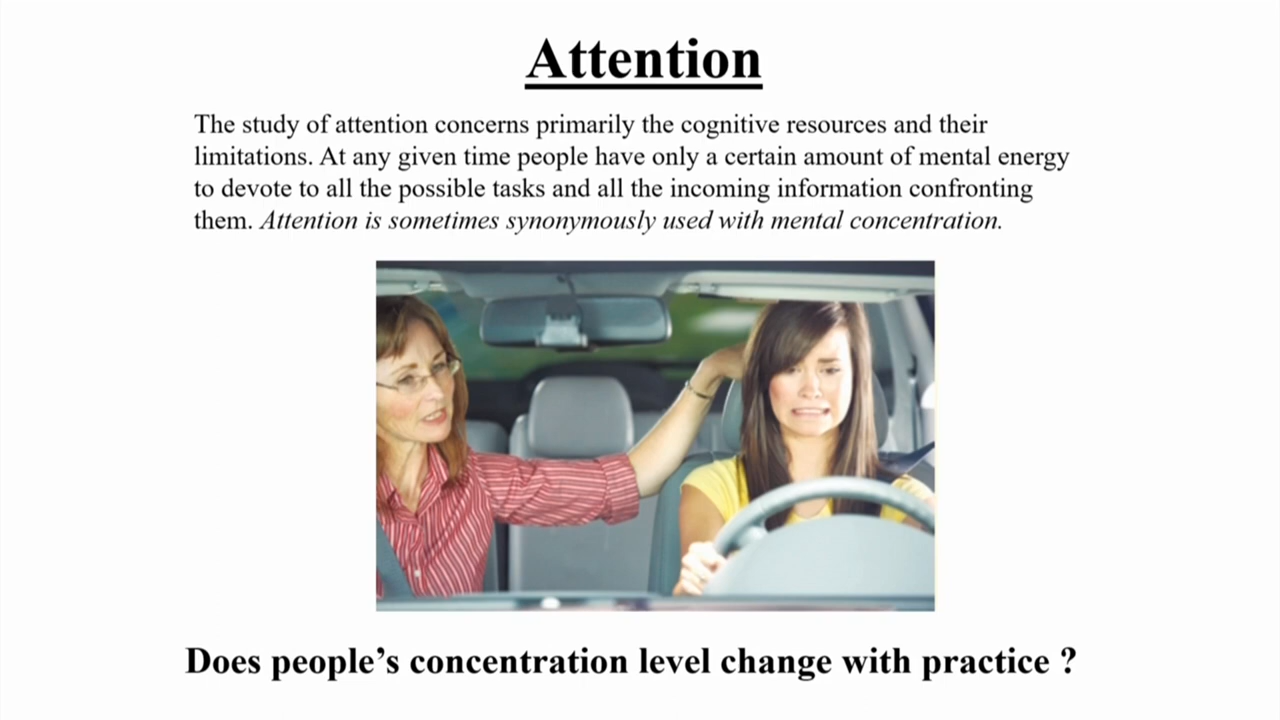 Attention
The study of attention concerns primarily the cognitive resources and their
limitations. At any given time people have only a certain amount of mental energy
to devote to all the possible tasks and all the incoming information confronting
them. Attention is sometimes synonymously used with mental concentration.
Does people’s concentration level change with practice ?